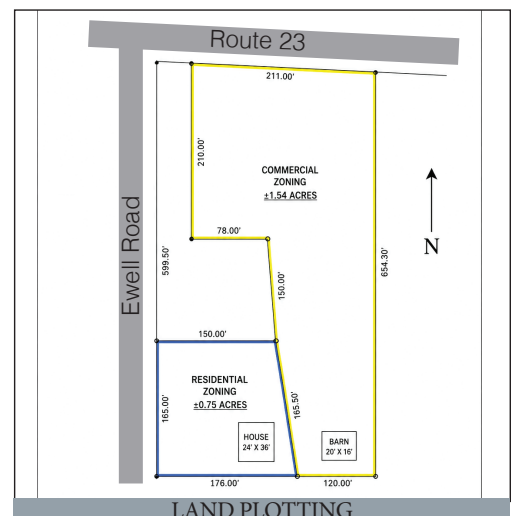 Route 23
211.00'
210.00'
COMMERCIAL
ZONING
±1.54 ACRES
Ewell Road
N
78.00'
599.50'
150.00'
654.30'
150.00'
RESIDENTIAL
ZONING
±0.75 ACRES
165.00'
165.50'
HOUSE
24' X 36'
BARN
20' X 16'
176.00'
120.00'
LAND PLOTTING